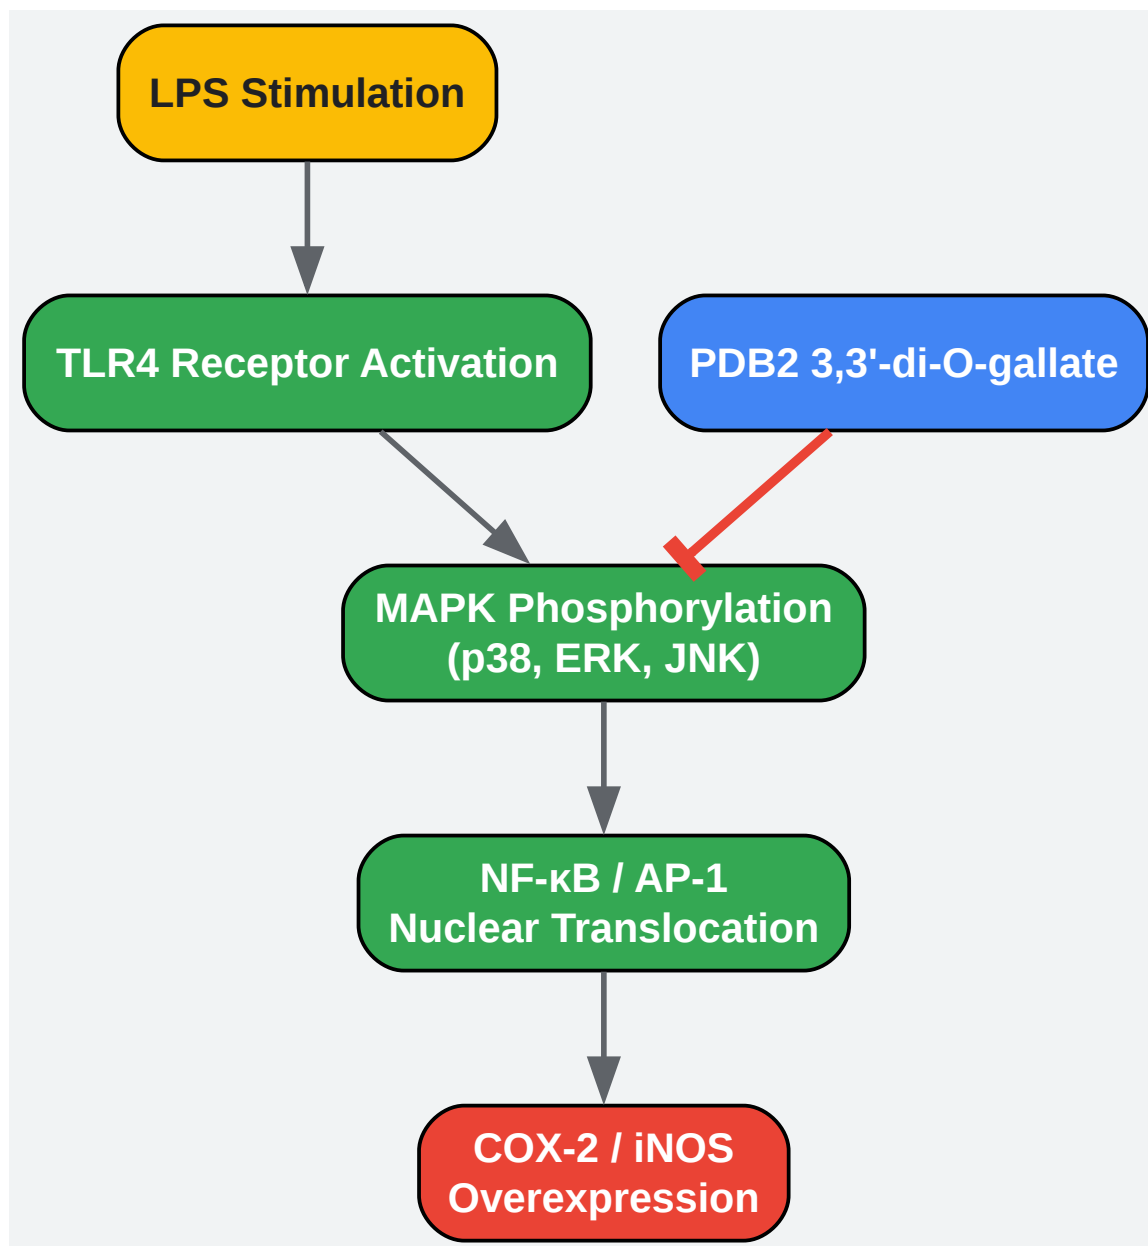 LPS Stimulation
TLR4 Receptor Activation
PDB2 3,3'-di-O-gallate
MAPK Phosphorylation
(p38, ERK, JNK)
NF-κB / AP-1
Nuclear Translocation
COX-2 / iNOS
Overexpression